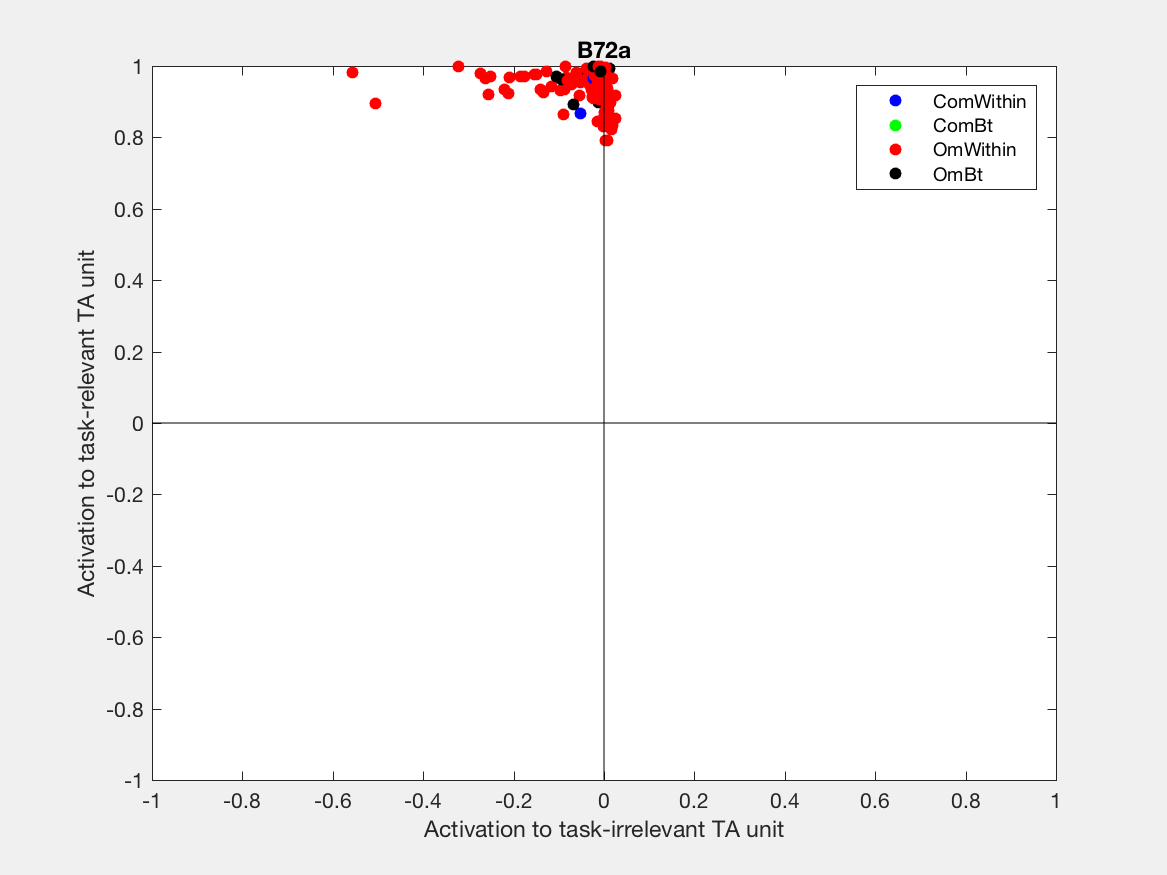 B72a
ComWithin
ComBt
OmWithin
OmBt
Activation to task-relevant TA unit
1
0.8
0.6
0.4
0.2
0
-0.2
-0.4
-0.6
-0.8
-1
-1 -0.8 -0.6 -0.4 -0.2 0 0.2 0.4 0.6 0.8 1
Activation to task-irrelevant TA unit